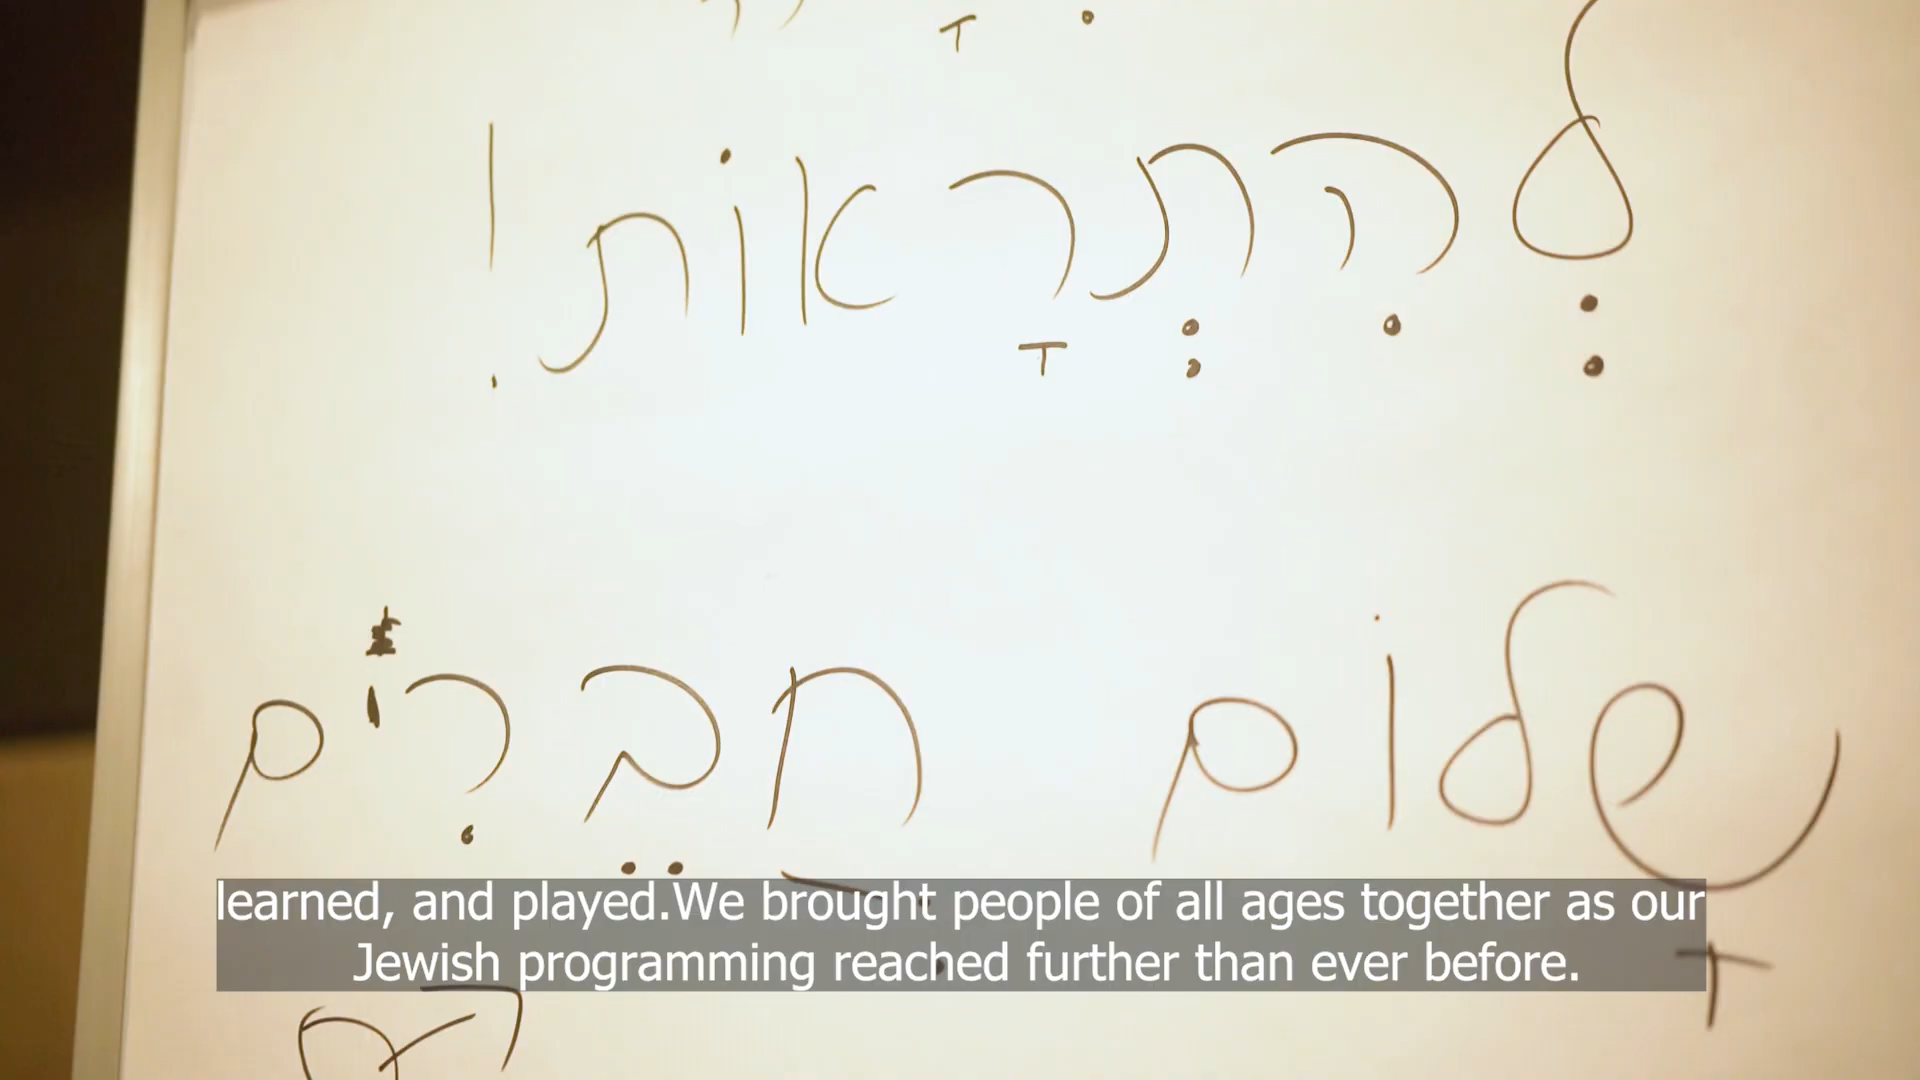 לְהִתְרָאוֹת!
שָלוֹם חֲבֵרִים
learned, and played.We brought people of all ages together as our
Jewish programming reached further than ever before.